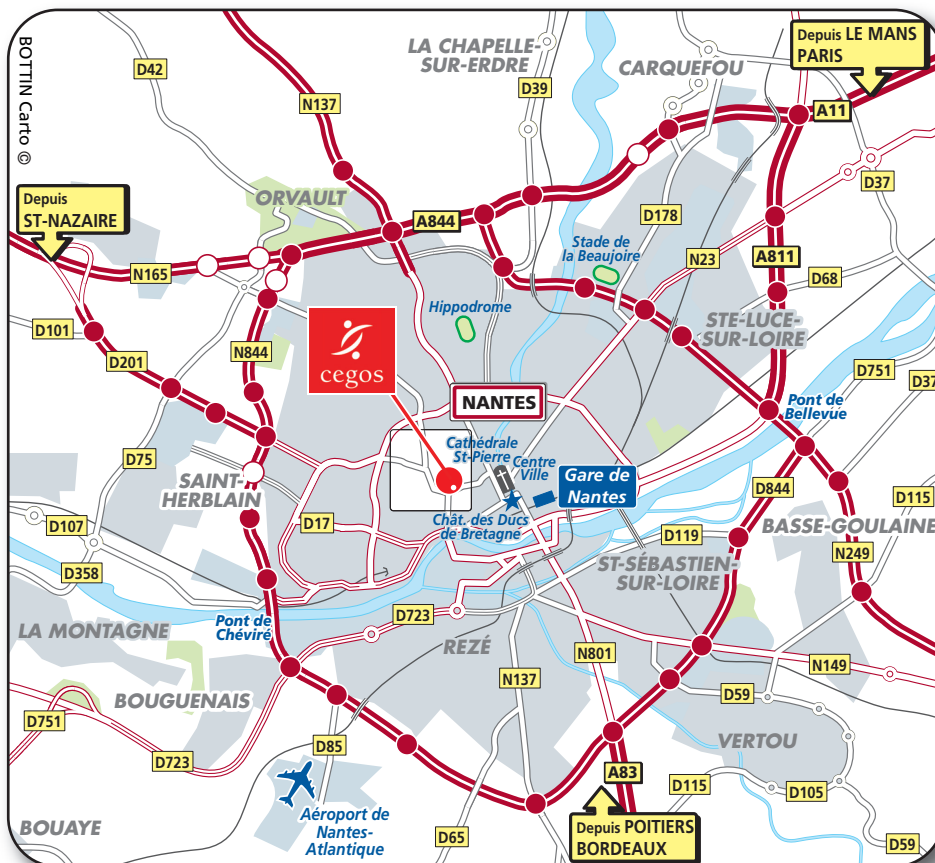 BOTTIN Carto ©
LA CHAPELLE-
SUR-ERDRE
CARQUEFOU
Depuis LE MANS
PARIS
D42
N137
D39
A11
D37
Depuis
ST-NAZAIRE
ORVAULT
A844
D178
Stade de
la Beaujoire
N23
A811
N165
D68
Hippodrome
D101
D201
N844
cegos
STE-LUCE-
SUR-LOIRE
D751
D37
NANTES
Pont de
Bellevue
Cathédrale
St-Pierre
Centre
Ville
Gare de
Nantes
D75
SAINT-
HERBLAIN
Chât. des Ducs
de Bretagne
D844
D115
D107
D17
D119
BASSE-GOULAINE
D358
ST-SÉBASTIEN-
SUR-LOIRE
N249
LA MONTAGNE
Pont de
Chéviré
D723
REZÉ
N801
N149
BOUGUENAIS
N137
D59
D751
D723
D85
VERTOU
A83
D115
D105
Aéroport de
Nantes-
Atlantique
BOUAYE
D65
Depuis POITIERS
BORDEAUX
D59